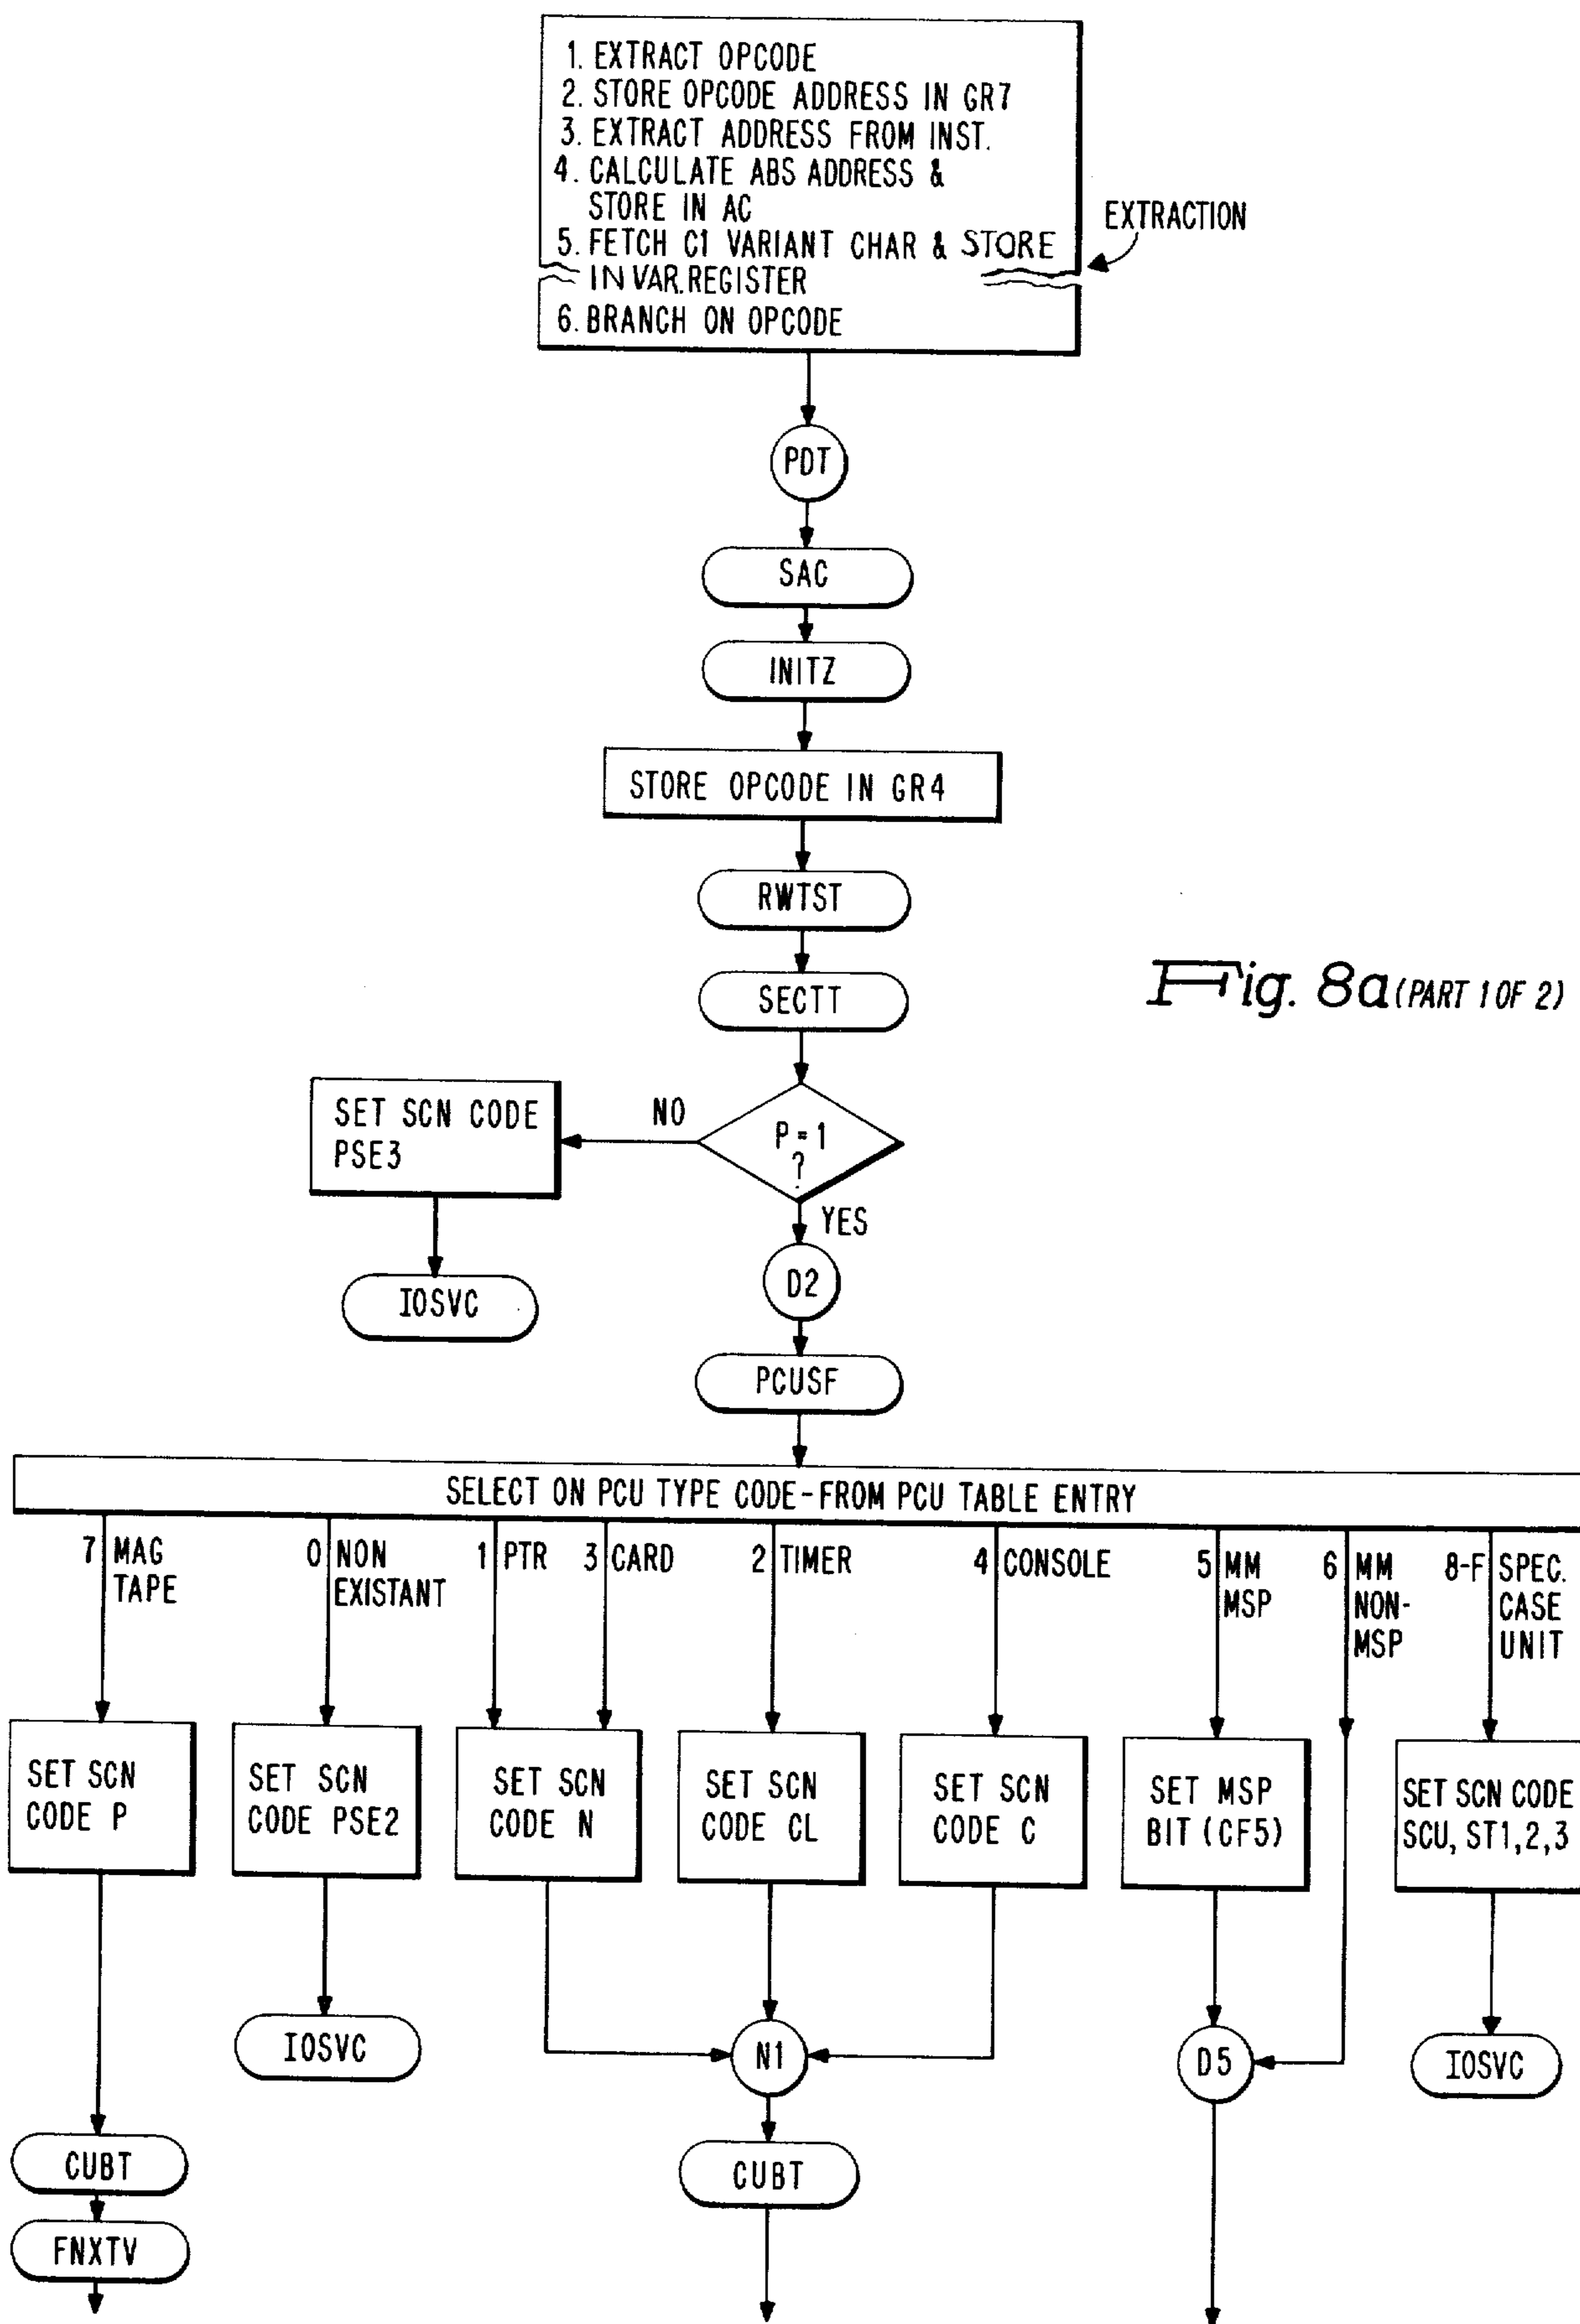 1. EXTRACT OPCODE
2. STORE OPCODE ADDRESS IN GR7
3. EXTRACT ADDRESS FROM INST.
4. CALCULATE ABS ADDRESS &
STORE IN AC
5. FETCH C1 VARIANT CHAR & STORE
IN VAR. REGISTER
6. BRANCH ON OPCODE
EXTRACTION
PDT
SAC
INITZ
STORE OPCODE IN GR4
RWTST
SECTT
Fig. 8a (PART 1 OF 2)
P = 1
?
NO
SET SCN CODE
PSE3
YES
IOSVC
D2
PCUSF
SELECT ON PCU TYPE CODE-FROM PCU TABLE ENTRY
7 MAG
TAPE
0 NON
EXISTANT
1 PTR
3 CARD
2 TIMER
4 CONSOLE
5 MM
MSP
6 MM
NON-
MSP
8-F SPEC.
CASE
UNIT
SET SCN
CODE P
SET SCN
CODE PSE2
SET SCN
CODE N
SET SCN
CODE CL
SET SCN
CODE C
SET MSP
BIT (CF5)
SET SCN CODE
SCU, ST1,2,3
IOSVC
N1
D5
IOSVC
CUBT
CUBT
FNXTV